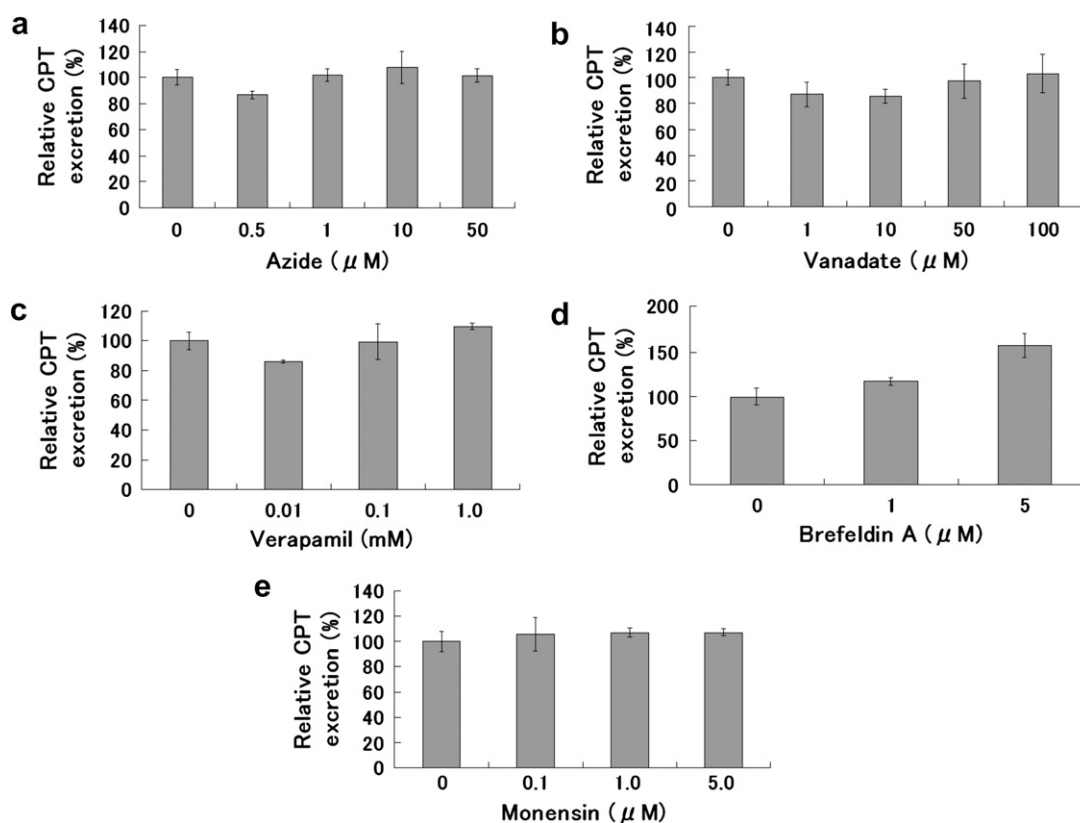 a
Relative CPT
excretion (%)
140
120
100
80
60
40
20
0
0 0.5 1 10 50
Azide ( μ M)
b
Relative CPT
excretion (%)
140
120
100
80
60
40
20
0
0 1 10 50 100
Vanadate ( μ M)
c
Relative CPT
excretion (%)
120
100
80
60
40
20
0
0 0.01 0.1 1.0
Verapamil (mM)
d
Relative CPT
excretion (%)
200
150
100
50
0
0 1 5
Brefeldin A ( μ M)
e
Relative CPT
excretion (%)
140
120
100
80
60
40
20
0
0 0.1 1.0 5.0
Monensin ( μ M)